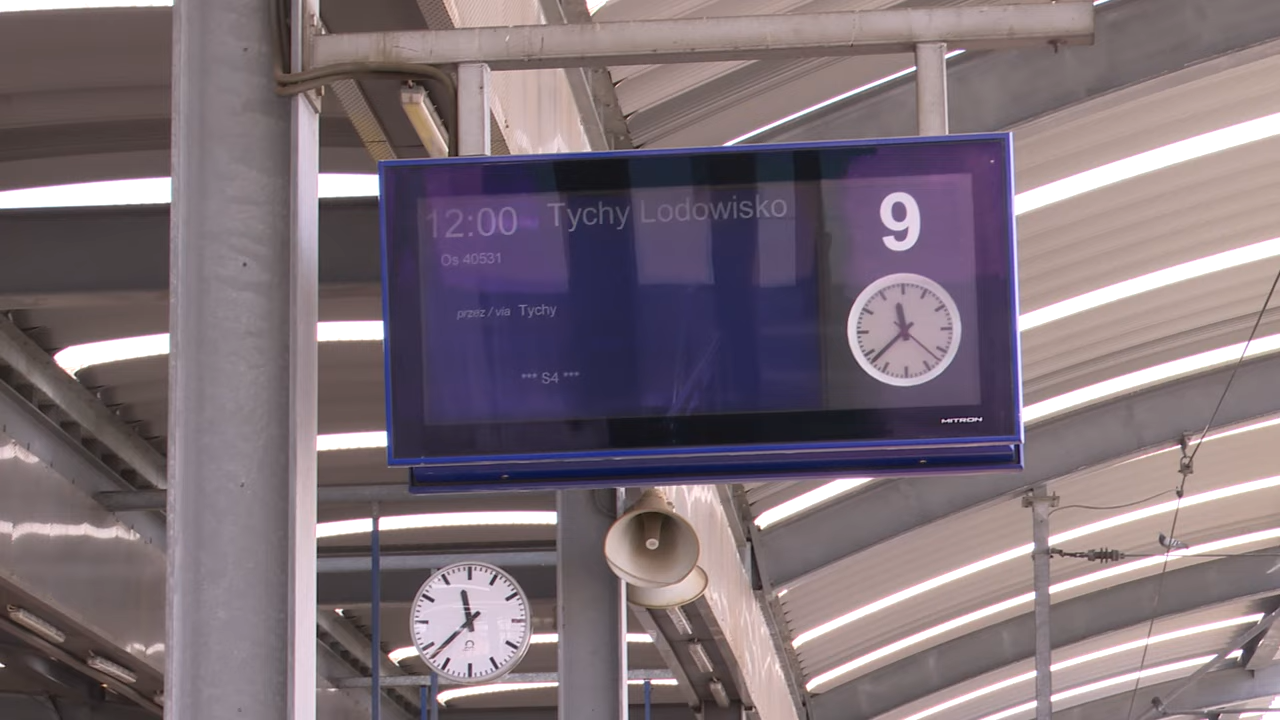 12:00 Tychy Lodowisko
9
Os 40531
przez / via Tychy
*** S4 ***
MITRON